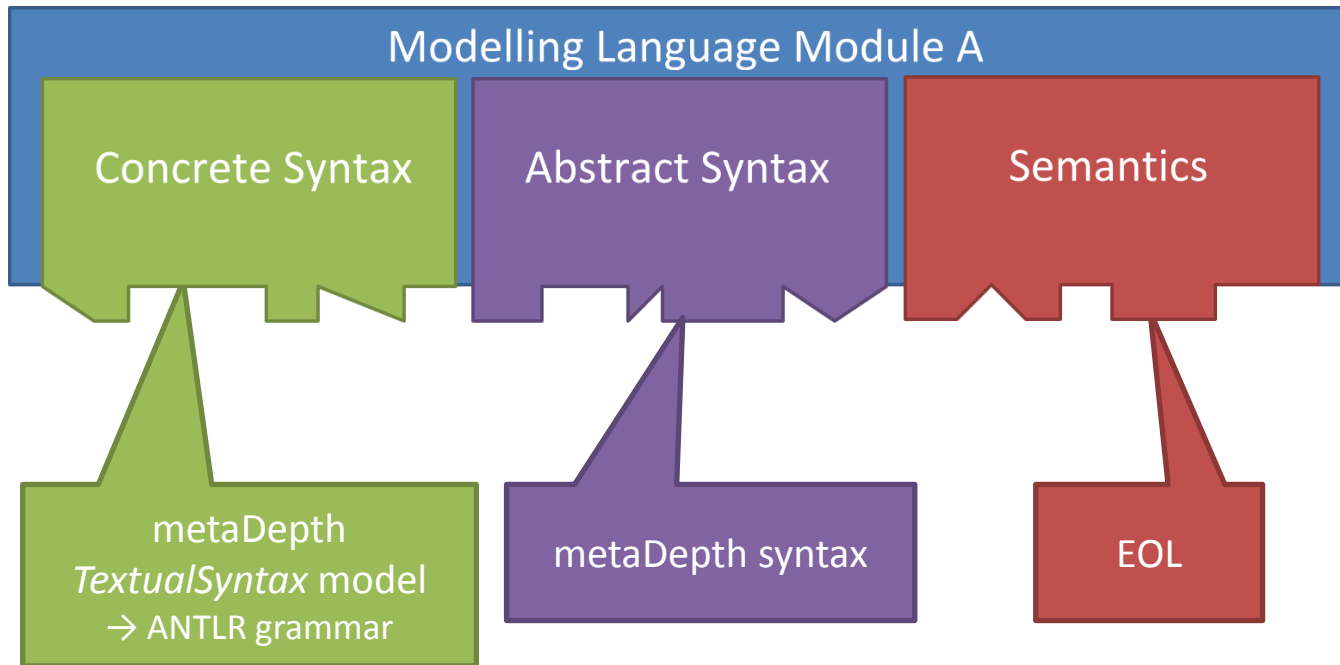 Modelling Language Module A
Concrete Syntax
Abstract Syntax
Semantics
metaDepth
TextualSyntax model
→ ANTLR grammar
metaDepth syntax
EOL